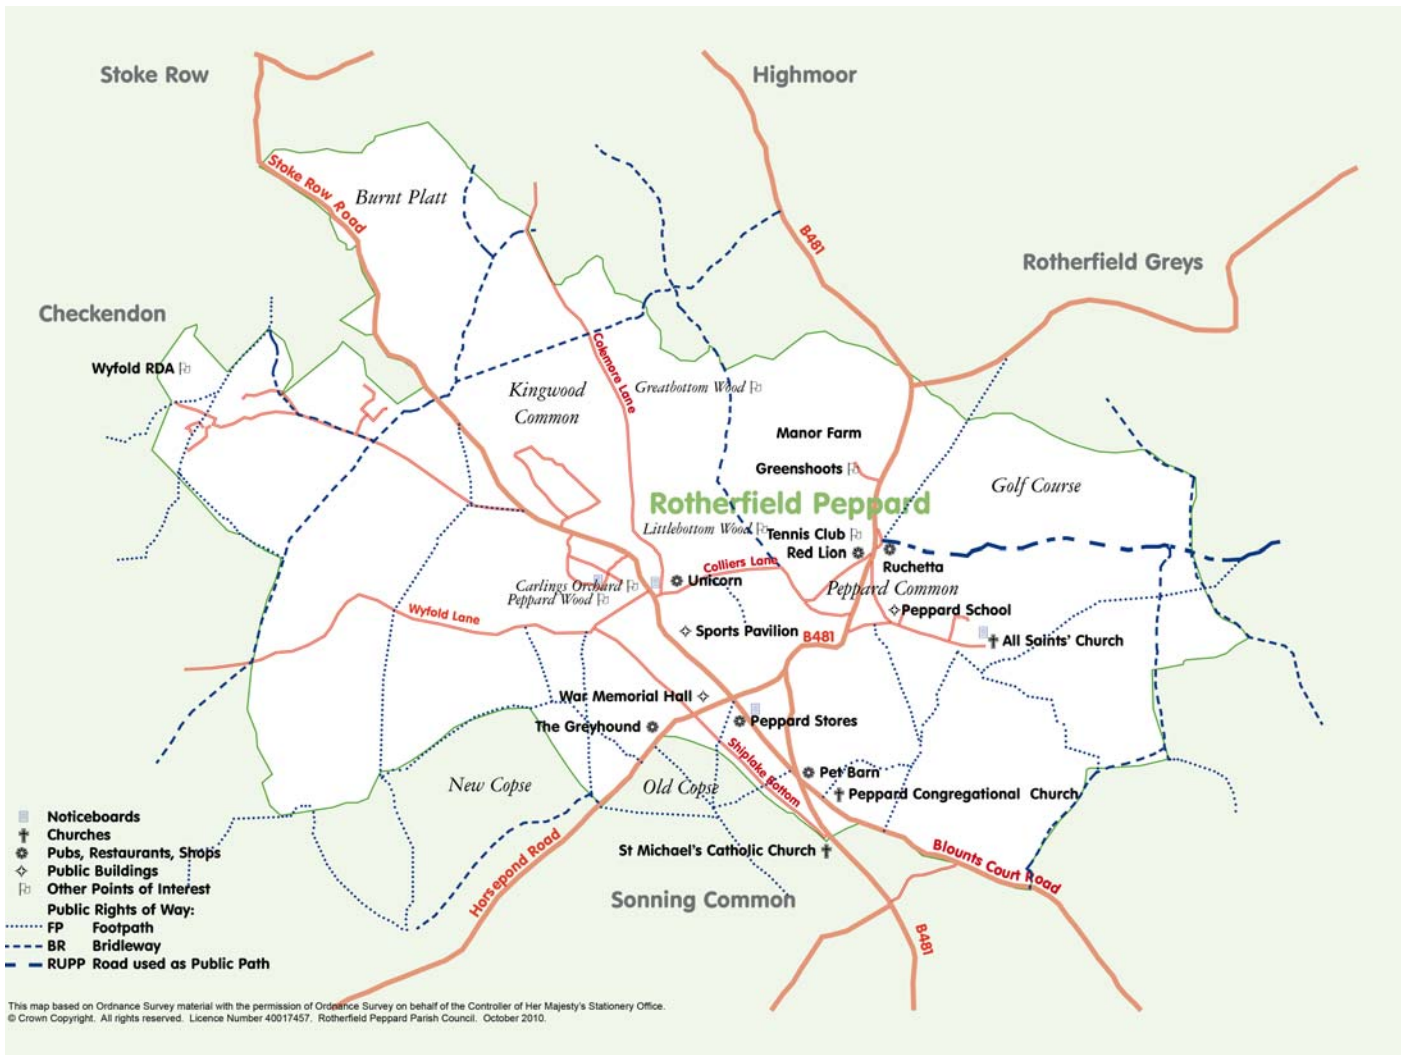 Stoke Row
Highmoor
Stoke Row Road
Burnt Platt
B481
Rotherfield Greys
Checkendon
Wyfold RDA
Colemore Lane
Kingwood
Common
Greatbottom Wood
Manor Farm
Greenshoots
Golf Course
Rotherfield Peppard
Littlebottom Wood
Tennis Club
Red Lion
Ruchetta
Colliers Lane
Unicorn
Carlings Orchard
Peppard Wood
Peppard Common
Wyfold Lane
Peppard School
Sports Pavilion
B481
All Saints' Church
War Memorial Hall
The Greyhound
Peppard Stores
Shiplake Bottom
New Copse
Old Copse
Pet Barn
Peppard Congregational Church
St Michael's Catholic Church
Blounts Court Road
Horsepond Road
Sonning Common
B481
Noticeboards
Churches
Pubs, Restaurants, Shops
Public Buildings
Other Points of Interest
Public Rights of Way:
FP Footpath
BR Bridleway
RUPP Road used as Public Path
This map based on Ordnance Survey material with the permission of Ordnance Survey on behalf of the Controller of Her Majesty's Stationery Office.
© Crown Copyright. All rights reserved. Licence Number 40017457. Rotherfield Peppard Parish Council. October 2010.